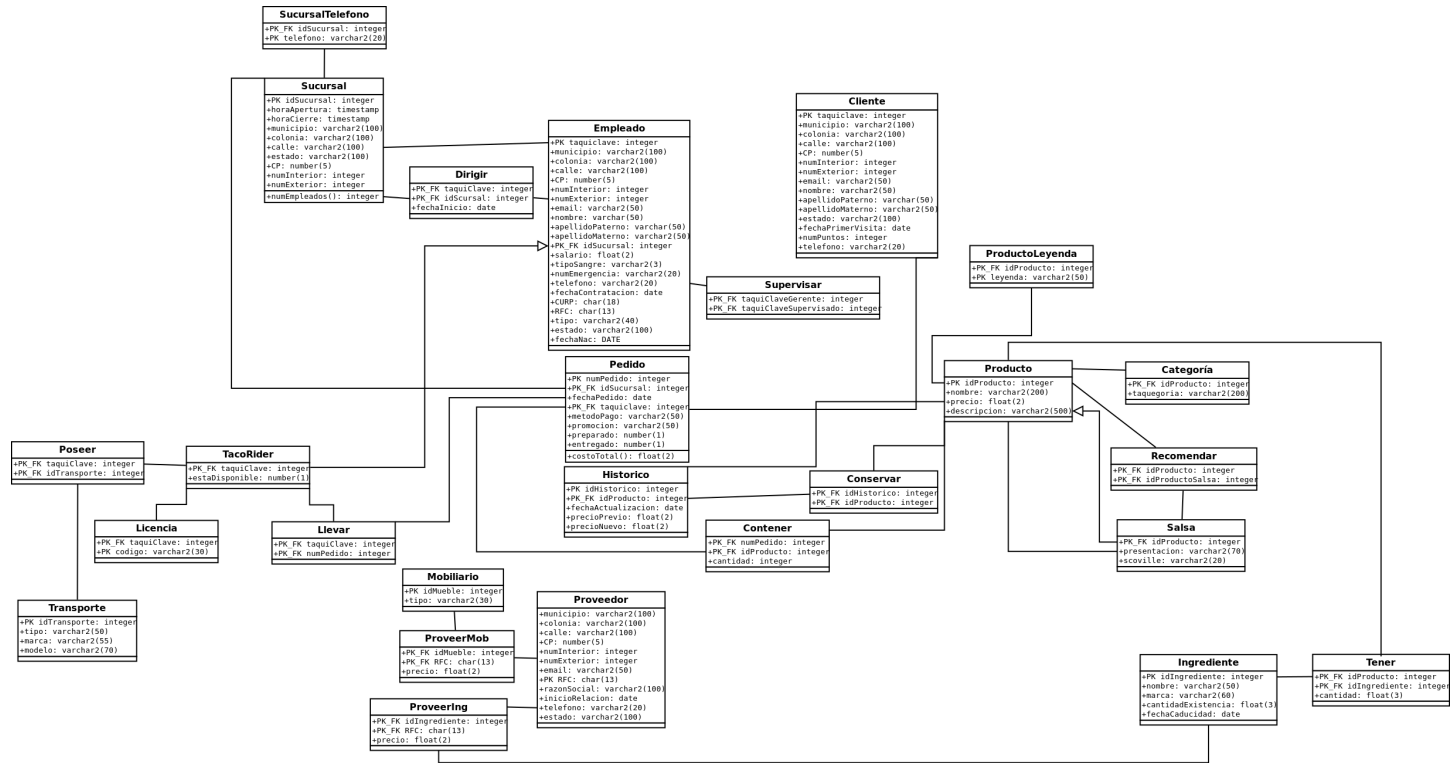 SucursalTelefono
+PK_FK idSucursal: integer
+PK telefono: varchar2(20)
Sucursal
+PK idSucursal: integer
+horaApertura: timestamp
+horaCierre: timestamp
+municipio: varchar2(100)
+colonia: varchar2(100)
+calle: varchar2(100)
+estado: varchar2(100)
+CP: number(5)
+numInterior: integer
+numExterior: integer
+numEmpleados(): integer
Dirigir
+PK_FK taquiClave: integer
+PK_FK idScursal: integer
+fechaInicio: date
Empleado
+PK taquiclave: integer
+municipio: varchar2(100)
+colonia: varchar2(100)
+calle: varchar2(100)
+CP: number(5)
+numInterior: integer
+numExterior: integer
+email: varchar2(50)
+nombre: varchar(50)
+apellidoPaterno: varchar(50)
+apellidoMaterno: varchar2(50)
+PK_FK idSucursal: integer
+salario: float(2)
+tipoSangre: varchar2(3)
+numEmergencia: varchar2(20)
+telefono: varchar2(20)
+fechaContratacion: date
+CURP: char(18)
+RFC: char(13)
+tipo: varchar2(40)
+estado: varchar2(100)
+fechaNac: DATE
Cliente
+PK taquiclave: integer
+municipio: varchar2(100)
+colonia: varchar2(100)
+calle: varchar2(100)
+CP: number(5)
+numInterior: integer
+numExterior: integer
+email: varchar2(50)
+nombre: varchar2(50)
+apellidoPaterno: varchar(50)
+apellidoMaterno: varchar2(50)
+estado: varchar2(100)
+fechaPrimerVisita: date
+numPuntos: integer
+telefono: varchar2(20)
Supervisar
+PK_FK taquiClaveGerente: integer
+PK_FK taquiClaveSupervisado: integer
ProductoLeyenda
+PK_FK idProducto: integer
+PK leyenda: varchar2(50)
Pedido
+PK numPedido: integer
+PK_FK idSucursal: integer
+fechaPedido: date
+PK_FK taquiclave: integer
+metodoPago: varchar2(50)
+promocion: varchar2(50)
+preparado: number(1)
+entregado: number(1)
+costoTotal(): float(2)
Producto
+PK idProducto: integer
+nombre: varchar2(200)
+precio: float(2)
+descripcion: varchar2(500)
Categoría
+PK_FK idProducto: integer
+taquegoria: varchar2(200)
Poseer
+PK_FK taquiClave: integer
+PK_FK idTransporte: integer
TacoRider
+PK_FK taquiClave: integer
+estaDisponible: number(1)
Recomendar
+PK_FK idProducto: integer
+PK_FK idProductoSalsa: integer
Historico
+PK idHistorico: integer
+PK_FK idProducto: integer
+fechaActualizacion: date
+precioPrevio: float(2)
+precioNuevo: float(2)
Conservar
+PK_FK idHistorico: integer
+PK_FK idProducto: integer
Licencia
+PK_FK taquiClave: integer
+PK codigo: varchar2(30)
Llevar
+PK_FK taquiClave: integer
+PK_FK numPedido: integer
Contener
+PK_FK numPedido: integer
+PK_FK idProducto: integer
+cantidad: integer
Salsa
+PK_FK idProducto: integer
+presentacion: varchar2(70)
+scoville: varchar2(20)
Mobiliario
+PK idMueble: integer
+tipo: varchar2(30)
Transporte
+PK idTransporte: integer
+tipo: varchar2(50)
+marca: varchar2(55)
+modelo: varchar2(70)
ProveerMob
+PK_FK idMueble: integer
+PK_FK RFC: char(13)
+precio: float(2)
Proveedor
+municipio: varchar2(100)
+colonia: varchar2(100)
+calle: varchar2(100)
+CP: number(5)
+numInterior: integer
+numExterior: integer
+email: varchar2(50)
+PK RFC: char(13)
+razonSocial: varchar2(100)
+inicioRelacion: date
+telefono: varchar2(20)
+estado: varchar2(100)
ProveerIng
+PK_FK idIngrediente: integer
+PK_FK RFC: char(13)
+precio: float(2)
Ingrediente
+PK idIngrediente: integer
+nombre: varchar2(50)
+marca: varchar2(60)
+cantidadExistencia: float(3)
+fechaCaducidad: date
Tener
+PK_FK idProducto: integer
+PK_FK idIngrediente: integer
+cantidad: float(3)